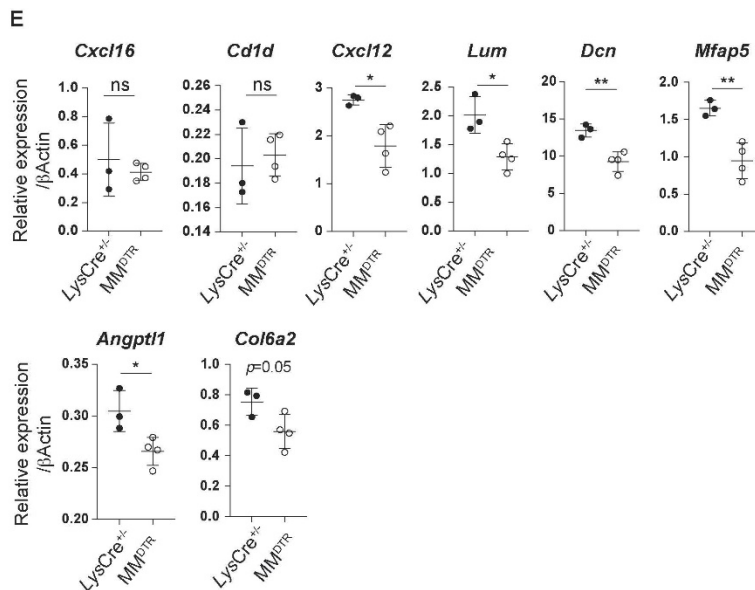 E
Cxcl16
Cd1d
Cxcl12
Lum
Dcn
Mfap5
Relative expression
/βActin
ns
1.0
0.8
0.6
0.4
0.2
0.0
LysCre+/-
MMDTR
ns
0.26
0.24
0.22
0.20
0.18
0.16
0.14
LysCre+/-
MMDTR
*
3
2
1
0
LysCre+/-
MMDTR
*
2.5
2.0
1.5
1.0
0.5
0.0
LysCre+/-
MMDTR
**
20
15
10
5
0
LysCre+/-
MMDTR
**
2.0
1.5
1.0
0.5
0.0
LysCre+/-
MMDTR
Angptl1
Col6a2
Relative expression
/βActin
*
0.35
0.30
0.25
0.20
LysCre+/-
MMDTR
p=0.05
1.0
0.8
0.6
0.4
0.2
0.0
LysCre+/-
MMDTR